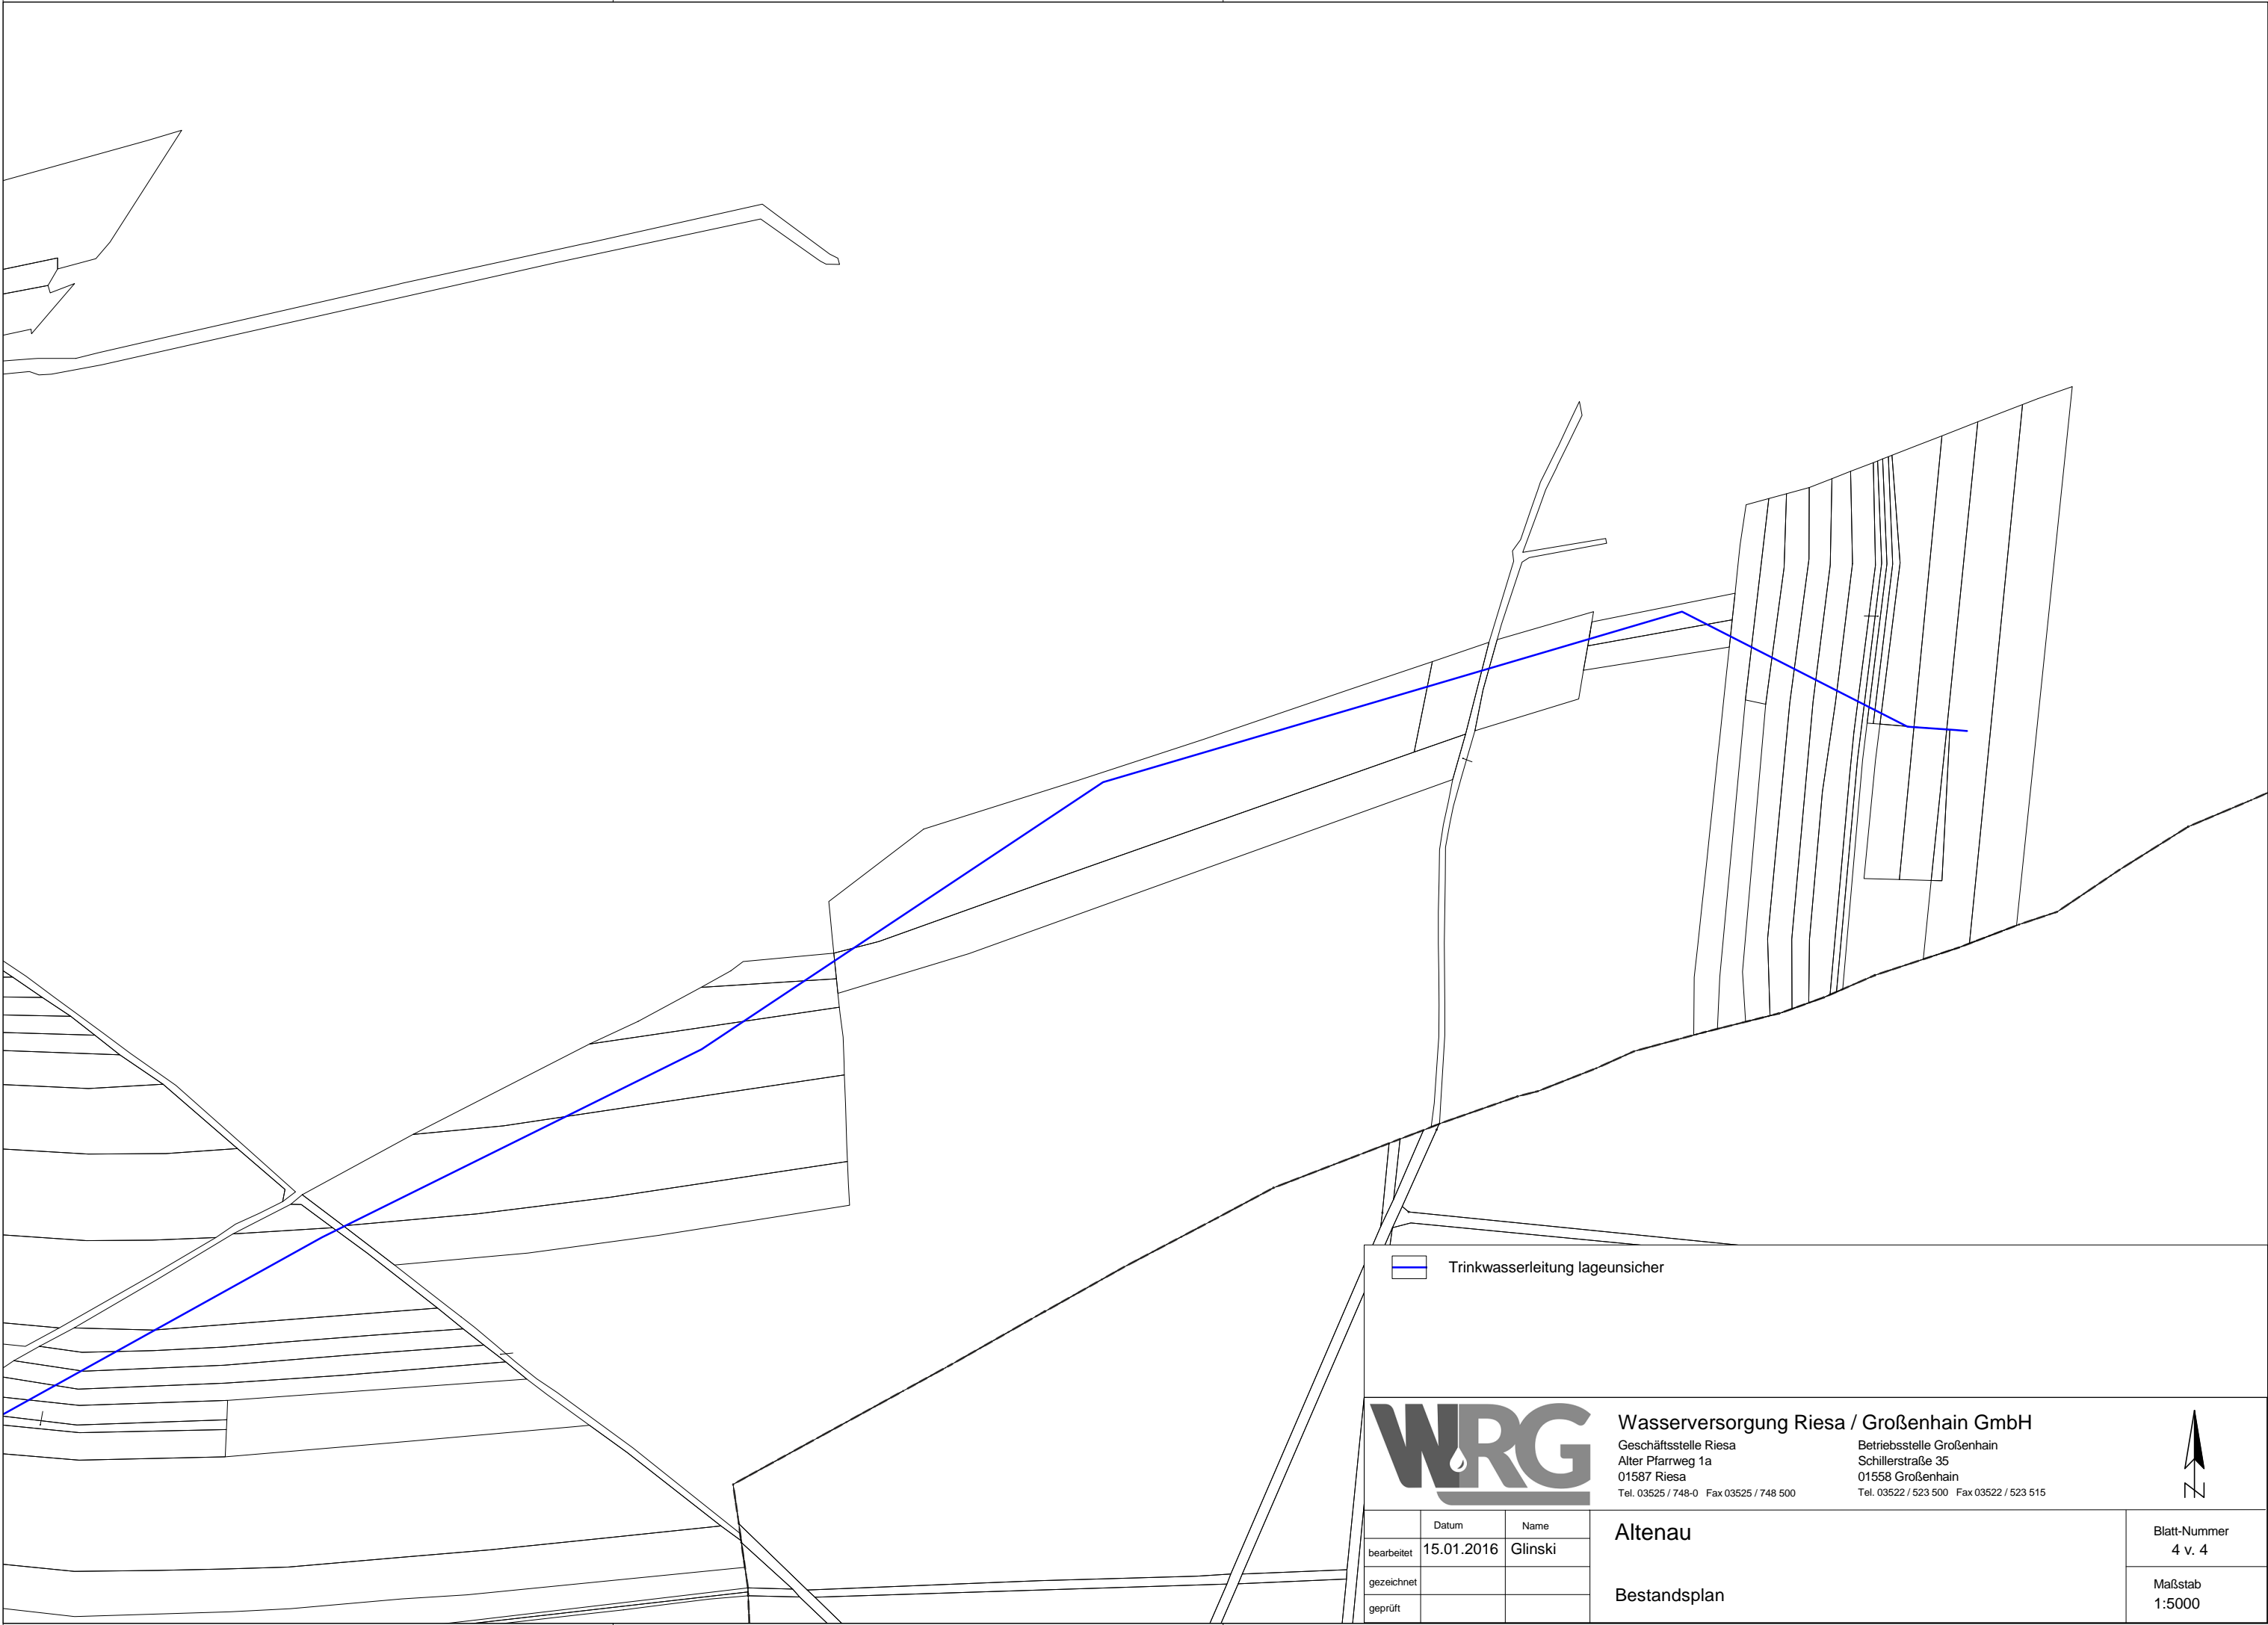 Trinkwasserleitung lageunsicher
WRG
Wasserversorgung Riesa / Großenhain GmbH
Geschäftsstelle Riesa
Alter Pfarrweg 1a
01587 Riesa
Tel. 03525 / 748-0 Fax 03525 / 748 500
Betriebsstelle Großenhain
Schillerstraße 35
01558 Großenhain
Tel. 03522 / 523 500 Fax 03522 / 523 515
N
Datum Name
bearbeitet 15.01.2016 Glinski
gezeichnet
geprüft
Altenau
Bestandsplan
Blatt-Nummer
4 v. 4
Maßstab
1:5000